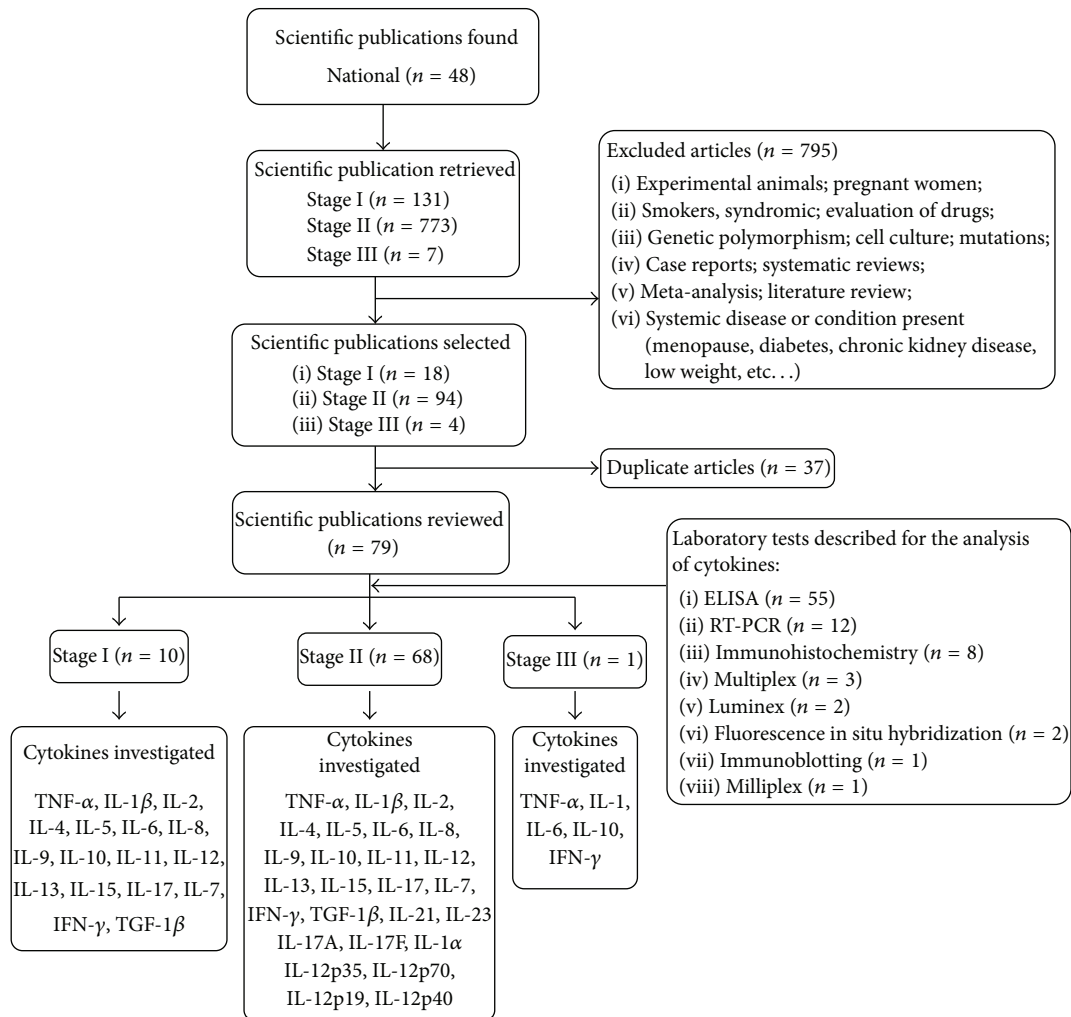 Scientific publications found
National (n = 48)
Scientific publication retrieved
Stage I (n = 131)
Stage II (n = 773)
Stage III (n = 7)
Excluded articles (n = 795)
(i) Experimental animals; pregnant women;
(ii) Smokers, syndromic; evaluation of drugs;
(iii) Genetic polymorphism; cell culture; mutations;
(iv) Case reports; systematic reviews;
(v) Meta-analysis; literature review;
(vi) Systemic disease or condition present
(menopause, diabetes, chronic kidney disease,
low weight, etc...)
Scientific publications selected
(i) Stage I (n = 18)
(ii) Stage II (n = 94)
(iii) Stage III (n = 4)
Duplicate articles (n = 37)
Scientific publications reviewed
(n = 79)
Laboratory tests described for the analysis
of cytokines:
(i) ELISA (n = 55)
(ii) RT-PCR (n = 12)
(iii) Immunohistochemistry (n = 8)
(iv) Multiplex (n = 3)
(v) Luminex (n = 2)
(vi) Fluorescence in situ hybridization (n = 2)
(vii) Immunoblotting (n = 1)
(viii) Milliplex (n = 1)
Stage I (n = 10)
Stage II (n = 68)
Stage III (n = 1)
Cytokines investigated
TNF-α, IL-1β, IL-2,
IL-4, IL-5, IL-6, IL-8,
IL-9, IL-10, IL-11, IL-12,
IL-13, IL-15, IL-17, IL-7,
IFN-γ, TGF-1β
Cytokines
investigated
TNF-α, IL-1β, IL-2,
IL-4, IL-5, IL-6, IL-8,
IL-9, IL-10, IL-11, IL-12,
IL-13, IL-15, IL-17, IL-7,
IFN-γ, TGF-1β, IL-21, IL-23
IL-17A, IL-17F, IL-1α
IL-12p35, IL-12p70,
IL-12p19, IL-12p40
Cytokines
investigated
TNF-α, IL-1,
IL-6, IL-10,
IFN-γ